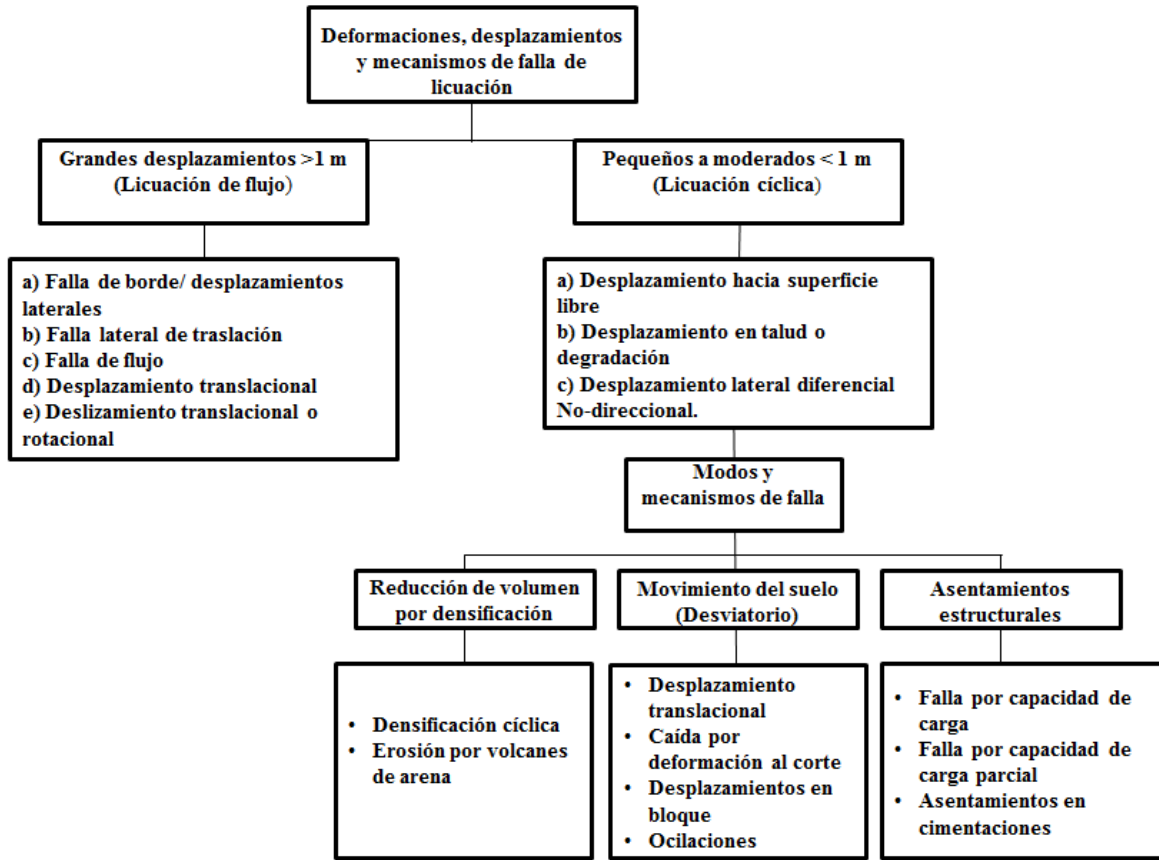 Deformaciones, desplazamientos
y mecanismos de falla de
licuación
Grandes desplazamientos >1 m
(Licuación de flujo)
Pequeños a moderados < 1 m
(Licuación cíclica)
a) Falla de borde/ desplazamientos
laterales
b) Falla lateral de traslación
c) Falla de flujo
d) Desplazamiento translacional
e) Deslizamiento translacional o
rotacional
a) Desplazamiento hacia superficie
libre
b) Desplazamiento en talud o
degradación
c) Desplazamiento lateral diferencial
No-direccional.
Modos y
mecanismos de falla
Reducción de volumen
por densificación
Movimiento del suelo
(Desviatorio)
Asentamientos
estructurales
• Densificación cíclica
• Erosión por volcanes
de arena
• Desplazamiento
translacional
• Caída por
deformación al corte
• Desplazamientos en
bloque
• Ocilaciones
• Falla por capacidad de
carga
• Falla por capacidad de
carga parcial
• Asentamientos en
cimentaciones